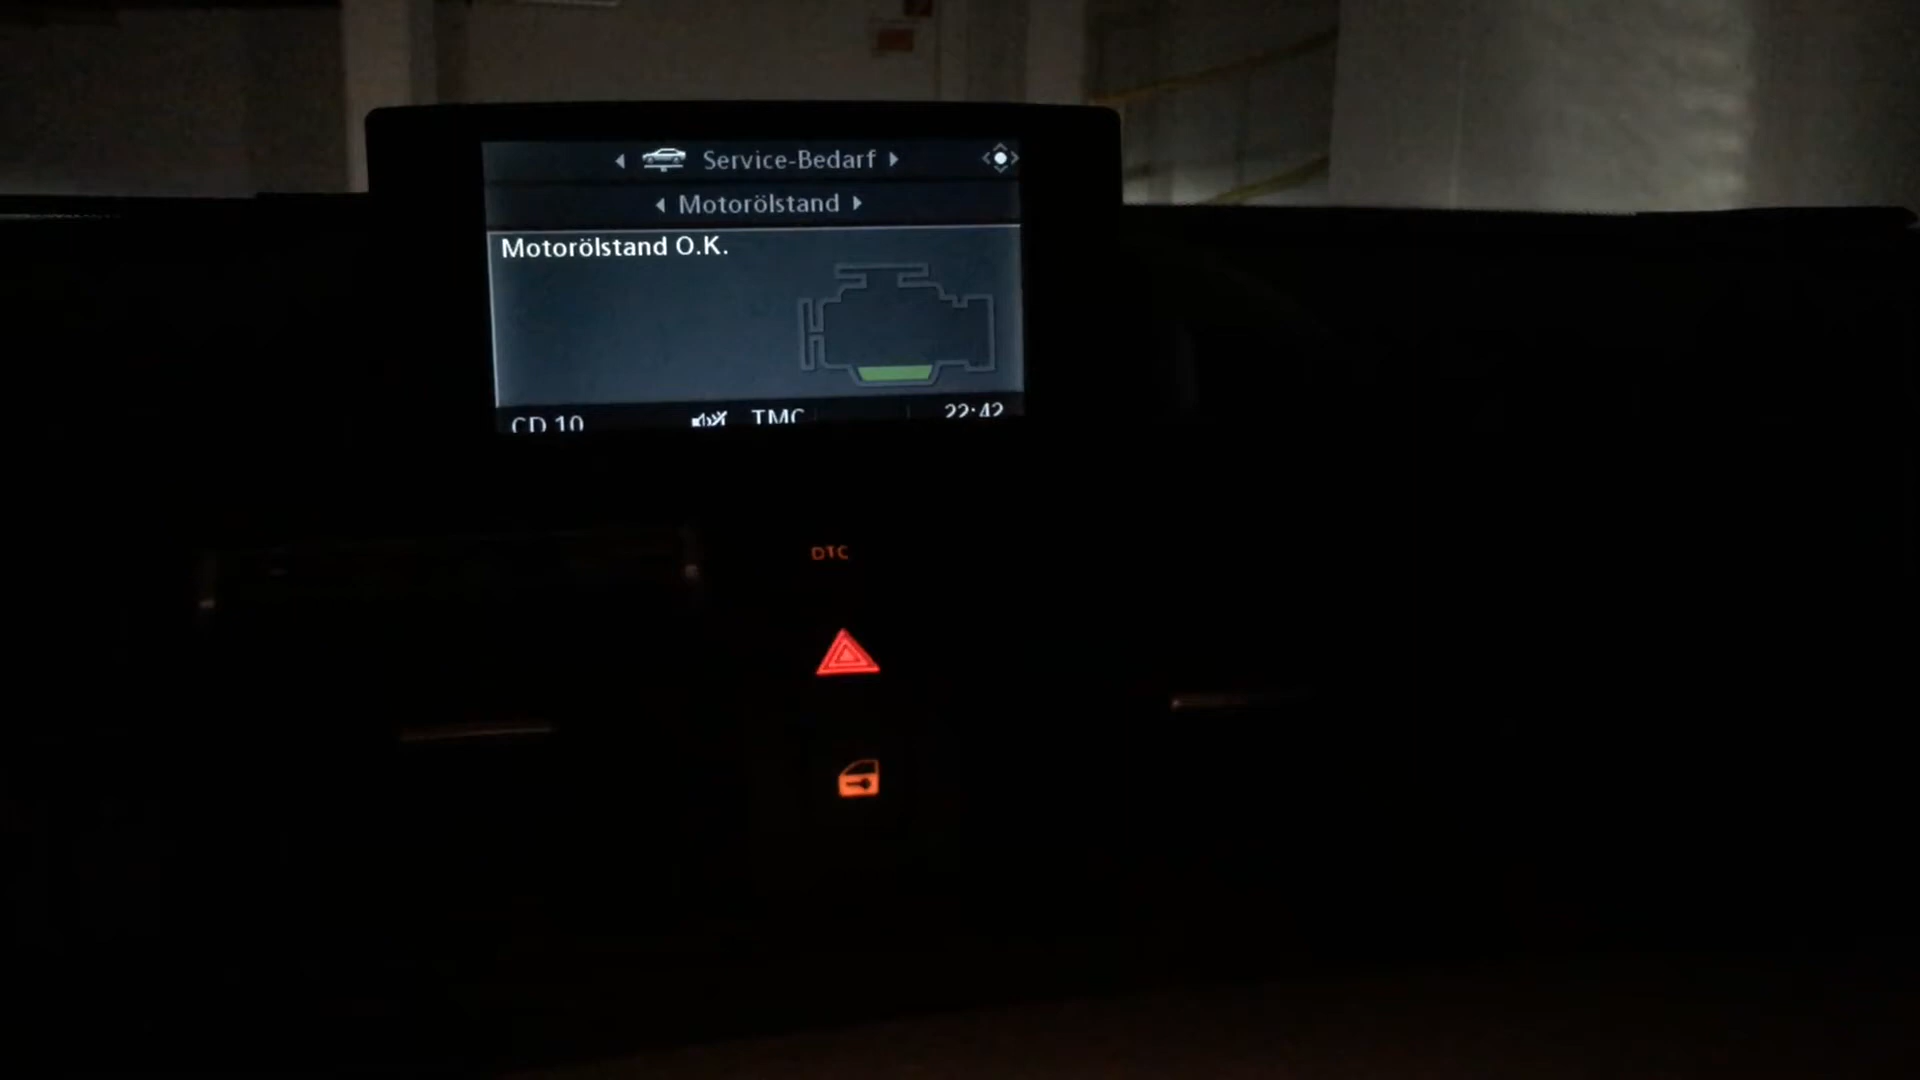 Service-Bedarf
Motorölstand
Motorölstand O.K.
CD 10 TMC 22:42
DTC